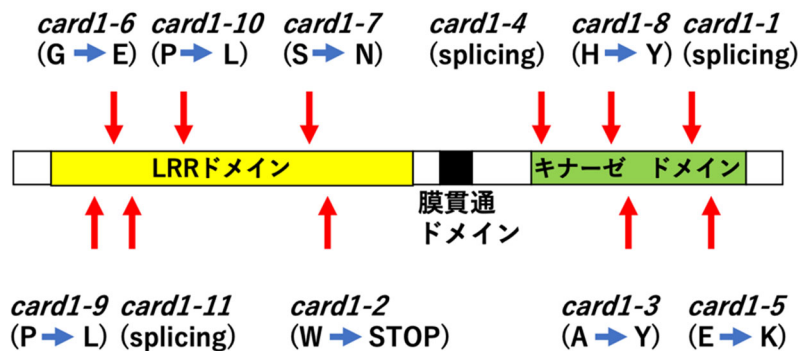 card1-6 card1-10 card1-7 card1-4 card1-8 card1-1
(G → E) (P → L) (S → N) (splicing) (H → Y) (splicing)
LRRドメイン キナーゼ ドメイン
膜貫通
ドメイン
card1-9 card1-11 card1-2 card1-3 card1-5
(P → L) (splicing) (W → STOP) (A → Y) (E → K)